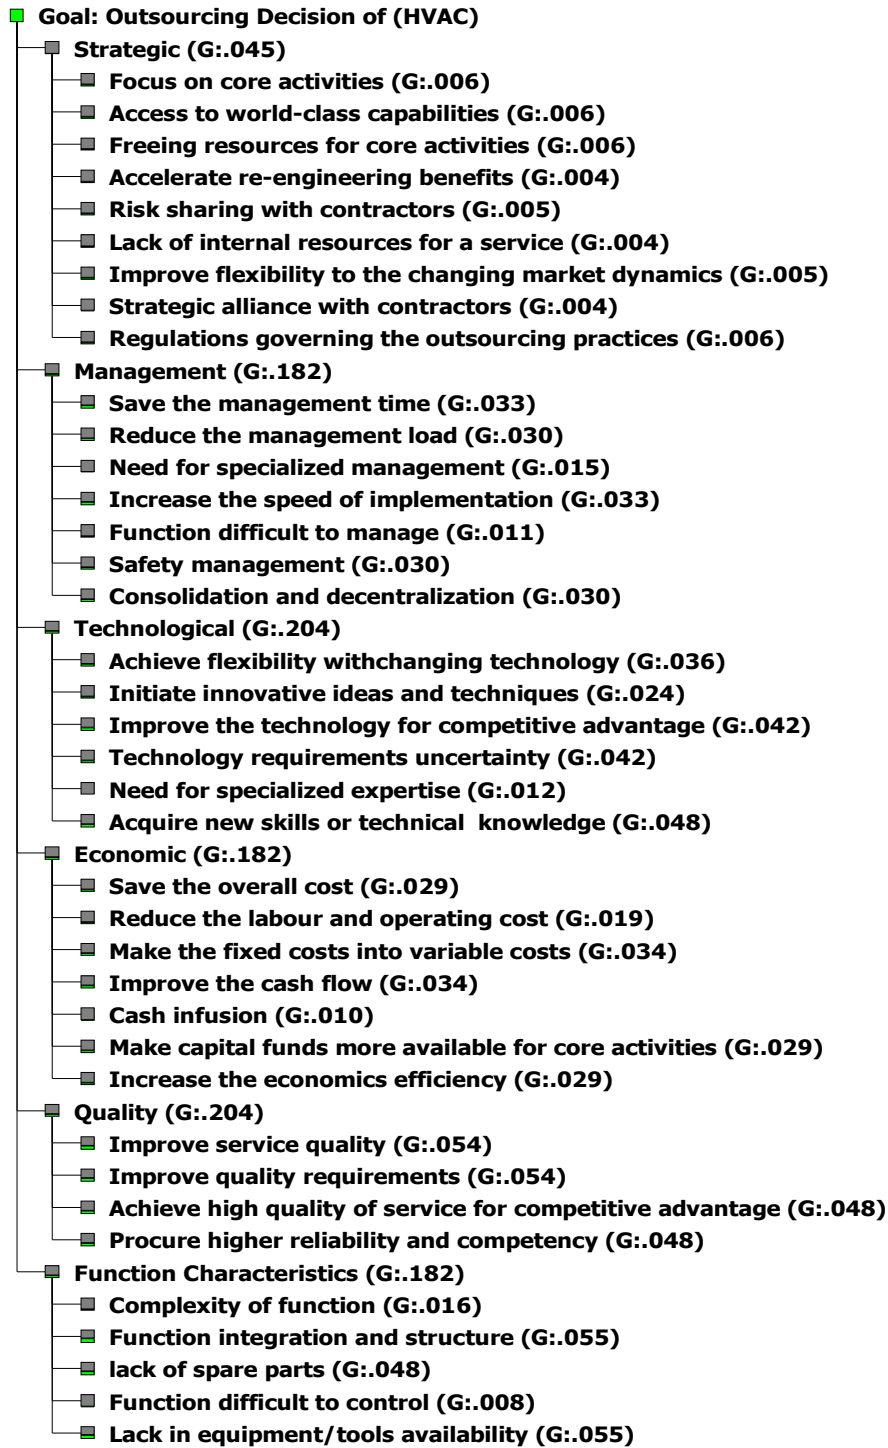 Goal: Outsourcing Decision of (HVAC)
Strategic (G:.045)
Focus on core activities (G:.006)
Access to world-class capabilities (G:.006)
Freeing resources for core activities (G:.006)
Accelerate re-engineering benefits (G:.004)
Risk sharing with contractors (G:.005)
Lack of internal resources for a service (G:.004)
Improve flexibility to the changing market dynamics (G:.005)
Strategic alliance with contractors (G:.004)
Regulations governing the outsourcing practices (G:.006)
Management (G:.182)
Save the management time (G:.033)
Reduce the management load (G:.030)
Need for specialized management (G:.015)
Increase the speed of implementation (G:.033)
Function difficult to manage (G:.011)
Safety management (G:.030)
Consolidation and decentralization (G:.030)
Technological (G:.204)
Achieve flexibility withchanging technology (G:.036)
Initiate innovative ideas and techniques (G:.024)
Improve the technology for competitive advantage (G:.042)
Technology requirements uncertainty (G:.042)
Need for specialized expertise (G:.012)
Acquire new skills or technical  knowledge (G:.048)
Economic (G:.182)
Save the overall cost (G:.029)
Reduce the labour and operating cost (G:.019)
Make the fixed costs into variable costs (G:.034)
Improve the cash flow (G:.034)
Cash infusion (G:.010)
Make capital funds more available for core activities (G:.029)
Increase the economics efficiency (G:.029)
Quality (G:.204)
Improve service quality (G:.054)
Improve quality requirements (G:.054)
Achieve high quality of service for competitive advantage (G:.048)
Procure higher reliability and competency (G:.048)
Function Characteristics (G:.182)
Complexity of function (G:.016)
Function integration and structure (G:.055)
lack of spare parts (G:.048)
Function difficult to control (G:.008)
Lack in equipment/tools availability (G:.055)